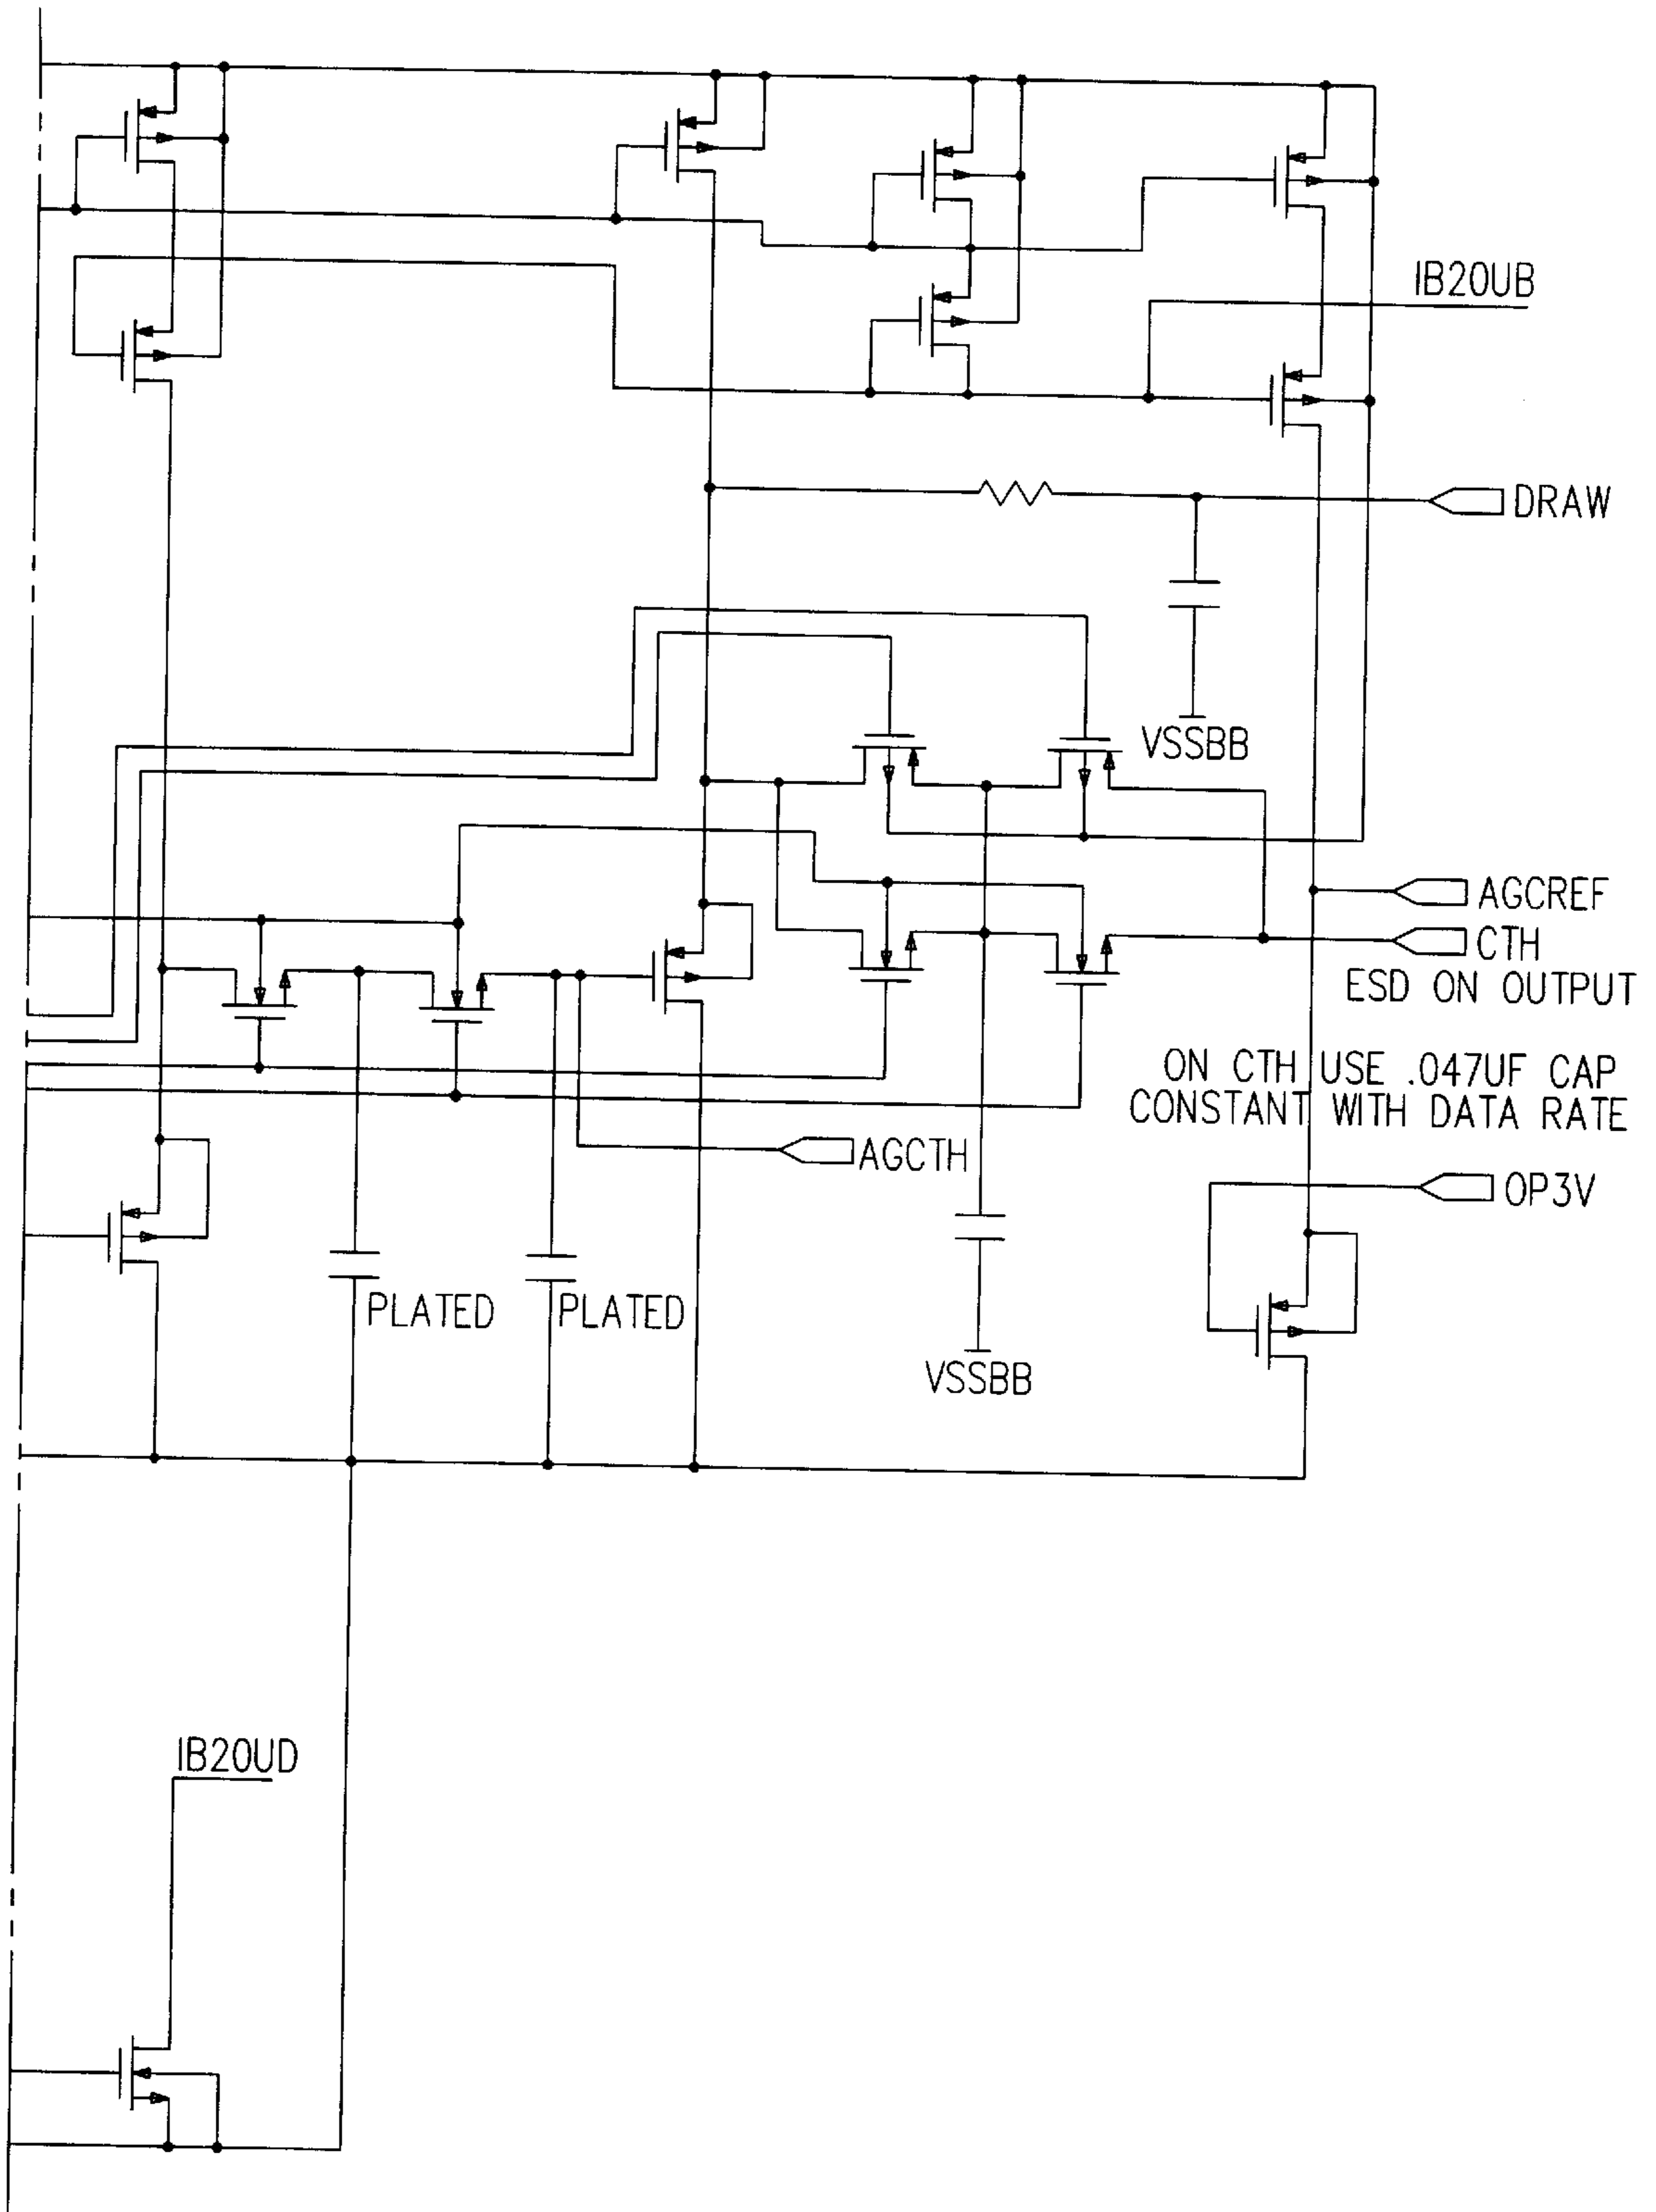 IB20UB
DRAW
VSSBB
AGCREF
CTH
ESD ON OUTPUT
ON CTH USE .047UF CAP
CONSTANT WITH DATA RATE
AGCTH
OP3V
PLATED
PLATED
VSSBB
IB20UD